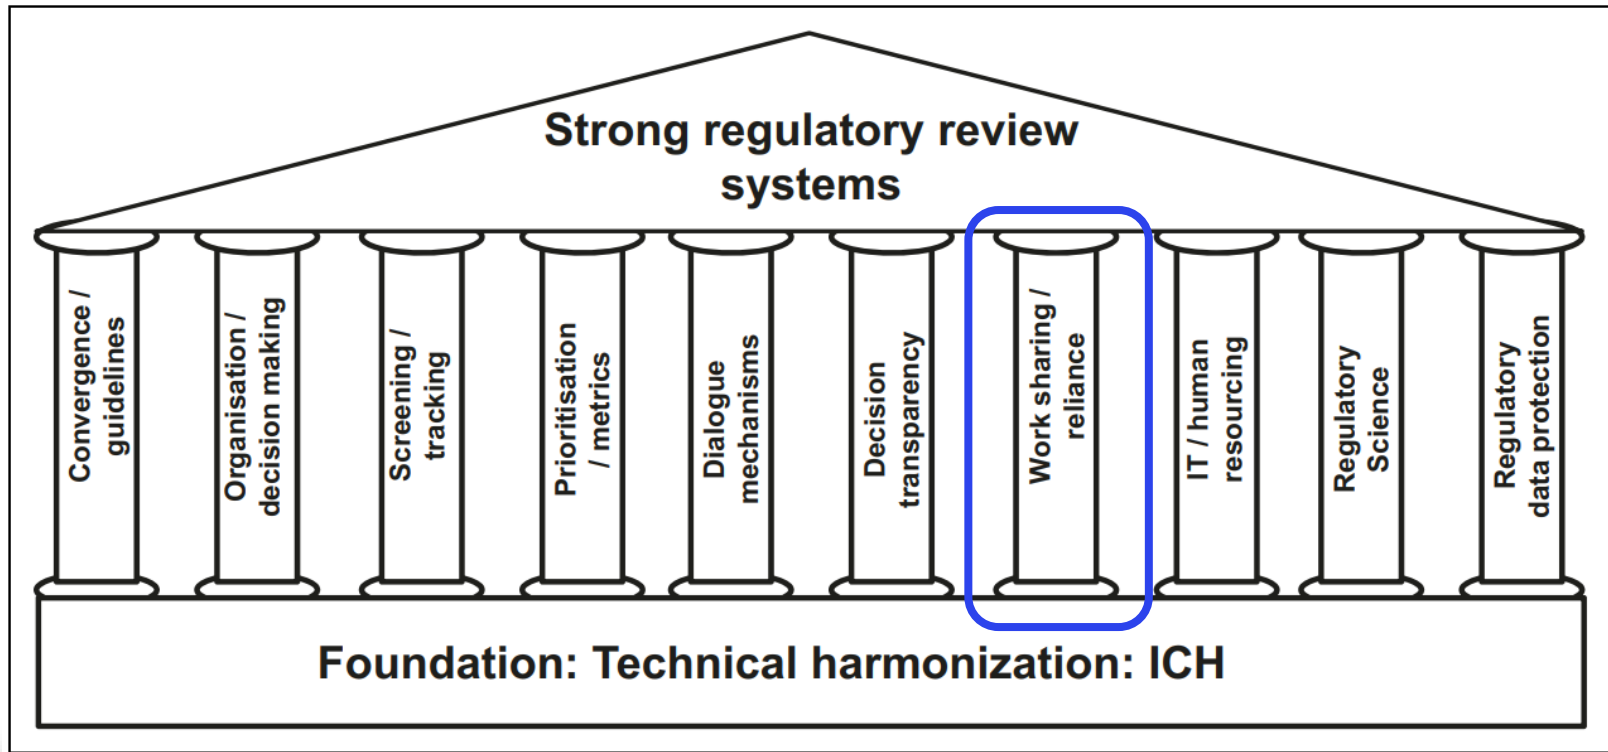 Strong regulatory review
systems
Convergence /
guidelines
Organisation /
decision making
Screening /
tracking
Prioritisation
/ metrics
Dialogue
mechanisms
Decision
transparency
Work sharing /
reliance
IT / human
resourcing
Regulatory
Science
Regulatory
data protection
Foundation: Technical harmonization: ICH